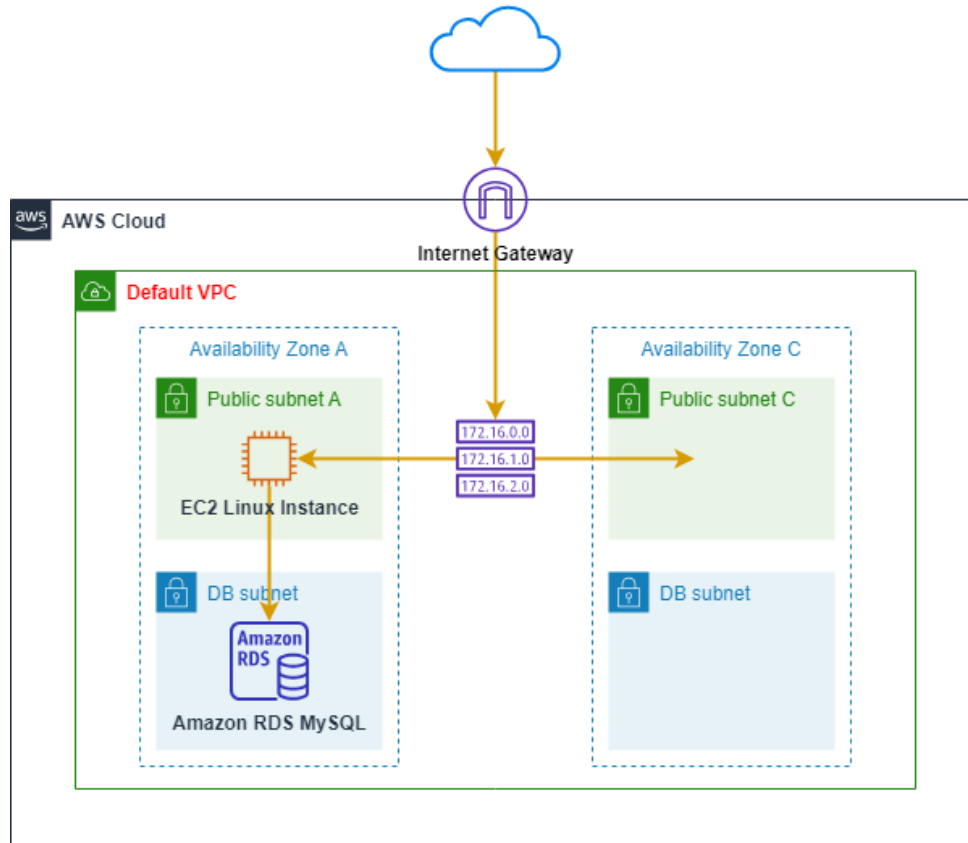 aws
AWS Cloud
Internet Gateway
Default VPC
Availability Zone A
Availability Zone C
Public subnet A
Public subnet C
172.16.0.0
172.16.1.0
172.16.2.0
EC2 Linux Instance
DB subnet
DB subnet
Amazon
RDS
Amazon RDS MySQL